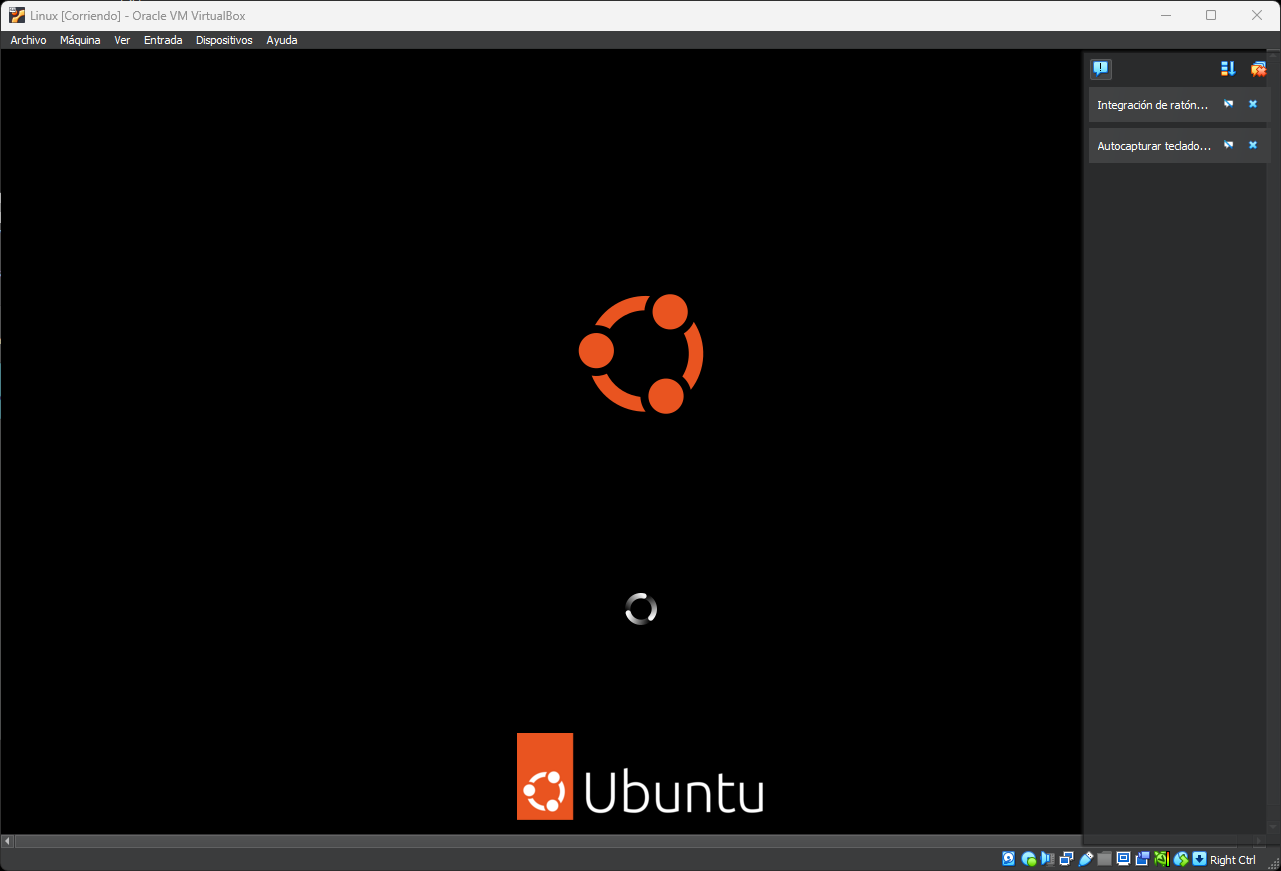 Linux [Corriendo] - Oracle VM VirtualBox
Archivo Máquina Ver Entrada Dispositivos Ayuda
Integración de ratón...
Autocapturar teclado...
Ubuntu
Right Ctrl